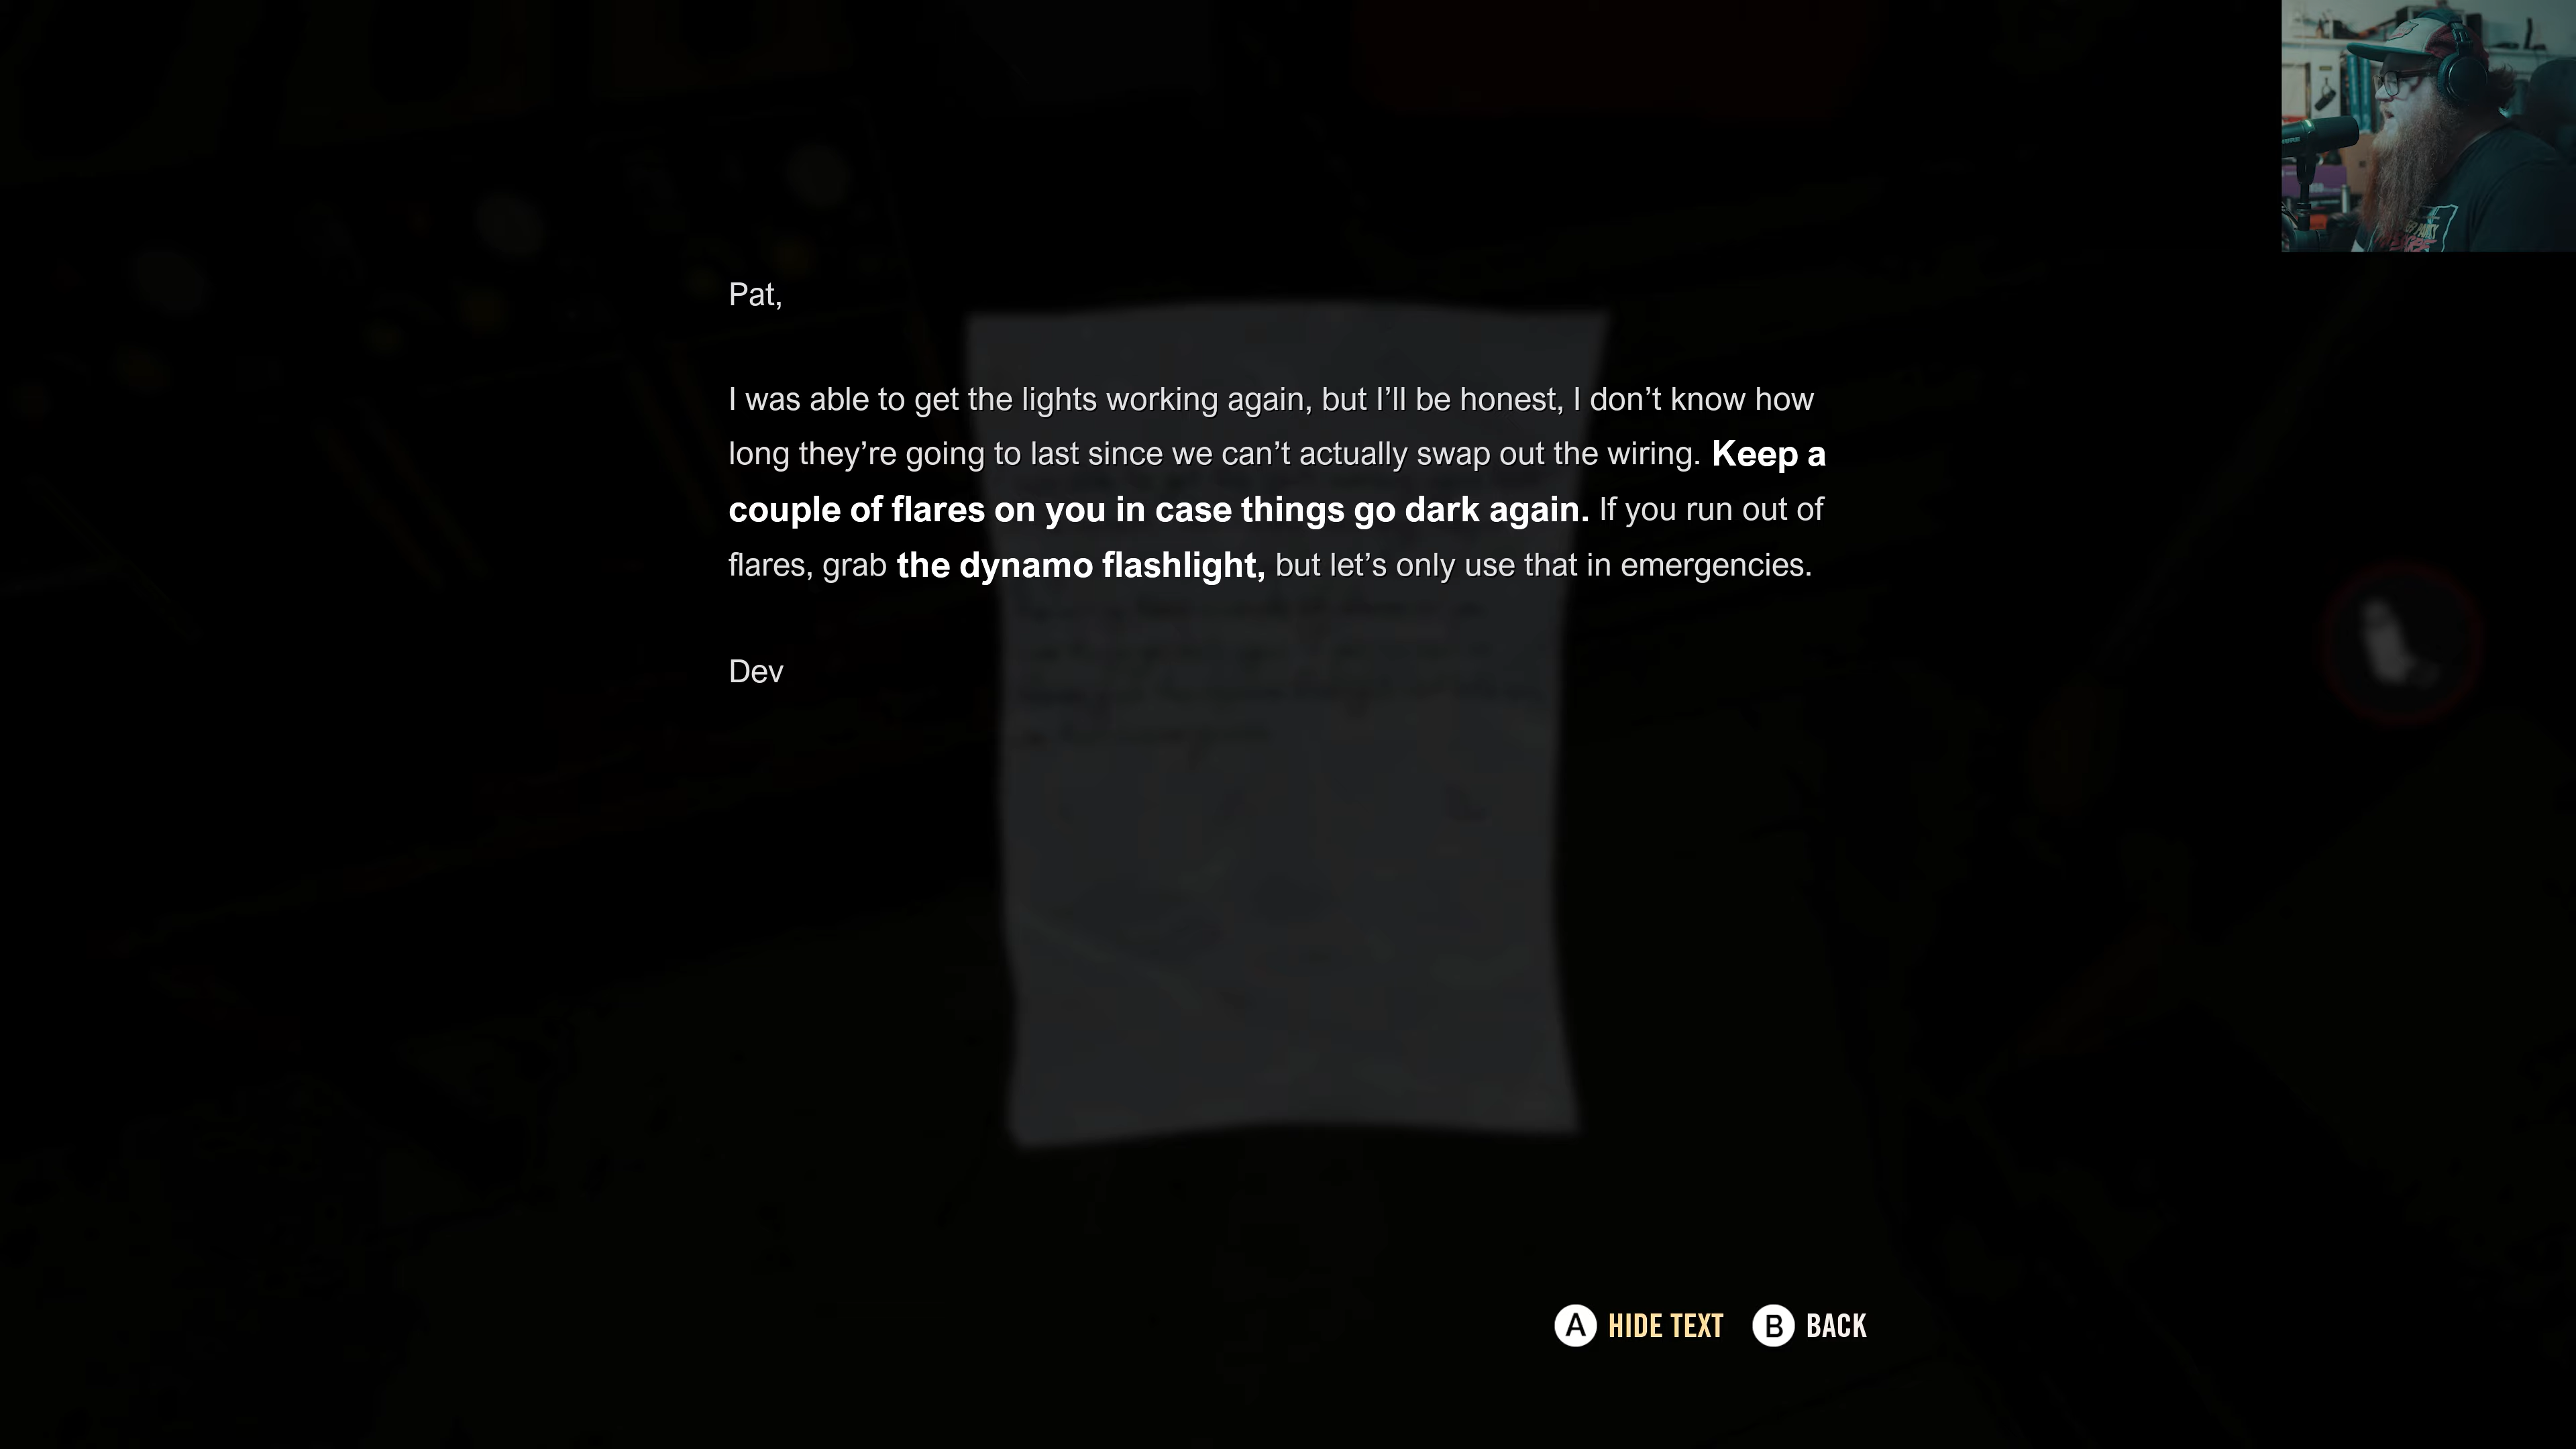 Pat,
I was able to get the lights working again, but I’ll be honest, I don’t know how
long they’re going to last since we can’t actually swap out the wiring. Keep a
couple of flares on you in case things go dark again. If you run out of
flares, grab the dynamo flashlight, but let’s only use that in emergencies.
Dev
A HIDE TEXT B BACK